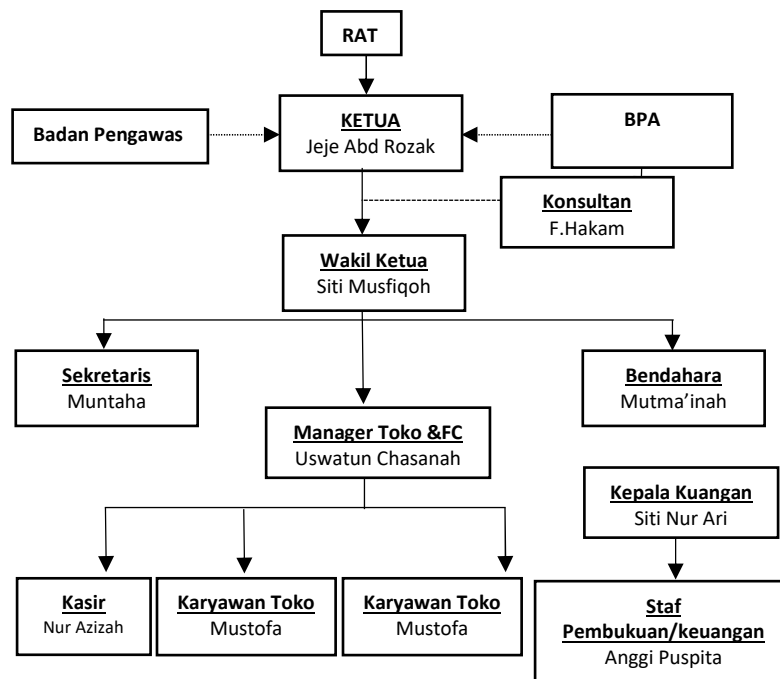 RAT
Badan Pengawas
KETUA
Jeje Abd Rozak
BPA
Konsultan
F.Hakam
Wakil Ketua
Siti Musfiqoh
Sekretaris
Muntaha
Bendahara
Mutma’inah
Manager Toko &FC
Uswatun Chasanah
Kepala Kuangan
Siti Nur Ari
Kasir
Nur Azizah
Karyawan Toko
Mustofa
Karyawan Toko
Mustofa
Staf
Pembukuan/keuangan
Anggi Puspita